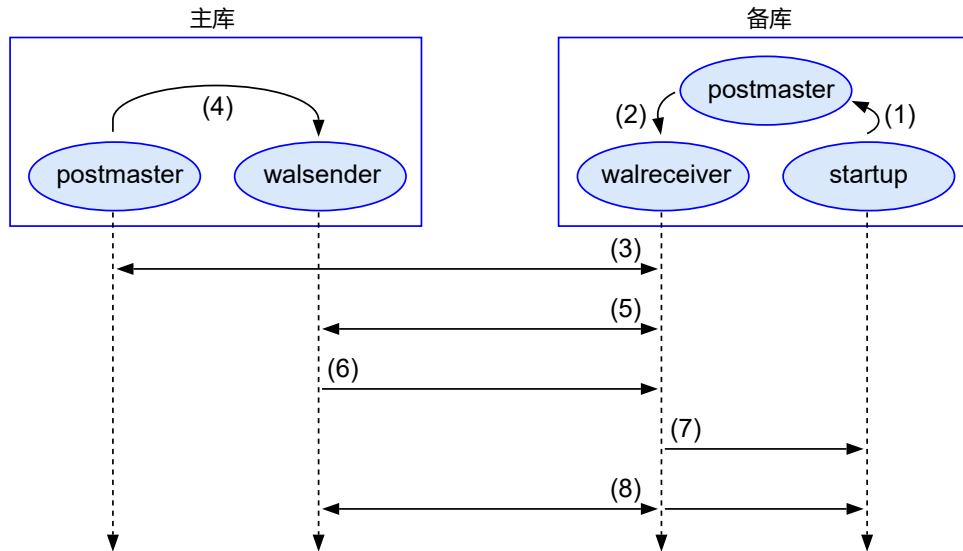 主库
备库
postmaster
(4)
(2)
(1)
postmaster
walsender
walreceiver
startup
(3)
(5)
(6)
(7)
(8)